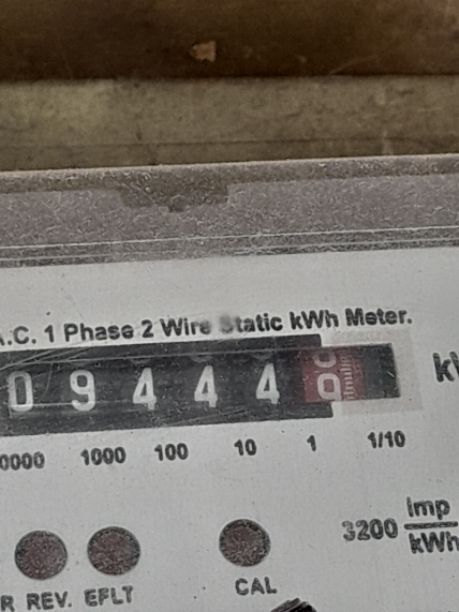 A.C. 1 Phase 2 Wire Static kWh Meter.
0 9 4 4 4
1000 100 10 1 1/10
3200 Imp
kWh
REV. EFLT CAL